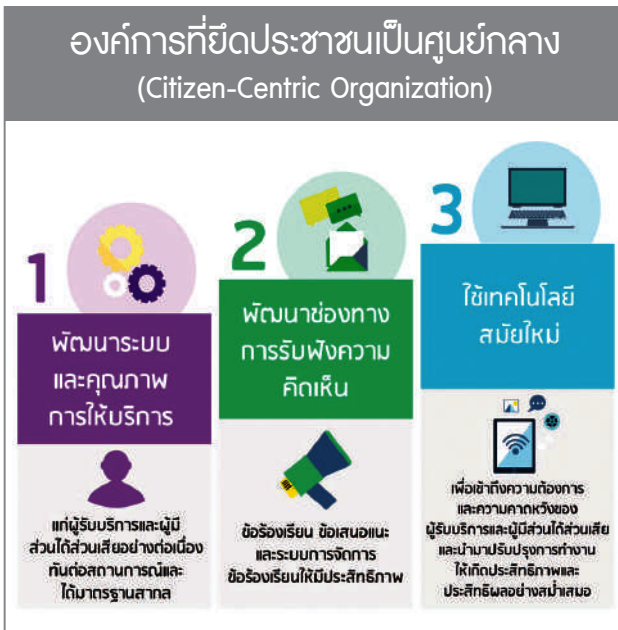 องค์การที่ยึดประชาชนเป็นศูนย์กลาง
(Citizen-Centric Organization)
1
พัฒนาระบบ
และคุณภาพ
การให้บริการ
แก่ผู้รับบริการและผู้มี
ส่วนได้ส่วนเสียอย่างต่อเนื่อง
ทันต่อสถานการณ์และ
ได้มาตรฐานสากล
2
พัฒนาช่องทาง
การรับฟังความ
คิดเห็น
ข้อร้องเรียน ข้อเสนอแนะ
และระบบการจัดการ
ข้อร้องเรียนให้มีประสิทธิภาพ
3
ใช้เทคโนโลยี
สมัยใหม่
เพื่อเข้าถึงความต้องการ
และความคาดหวังของ
ผู้รับบริการและผู้มีส่วนได้ส่วนเสีย
และนำมาปรับปรุงการทำงาน
ให้เกิดประสิทธิภาพและ
ประสิทธิผลอย่างสม่ำเสมอ